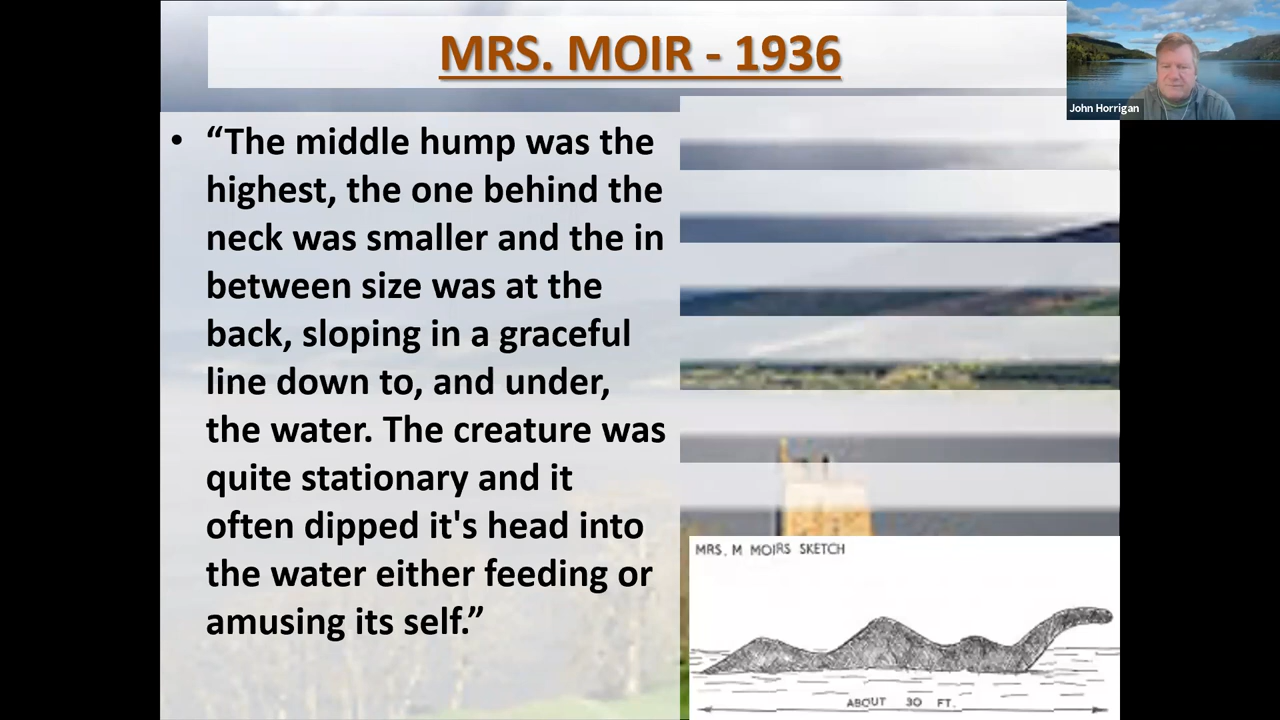 MRS. MOIR - 1936
John Horrigan
• “The middle hump was the
highest, the one behind the
neck was smaller and the in
between size was at the
back, sloping in a graceful
line down to, and under,
the water. The creature was
quite stationary and it
often dipped it's head into
the water either feeding or
amusing its self.”
MRS. M MOIRS SKETCH
ABOUT 30 FT.